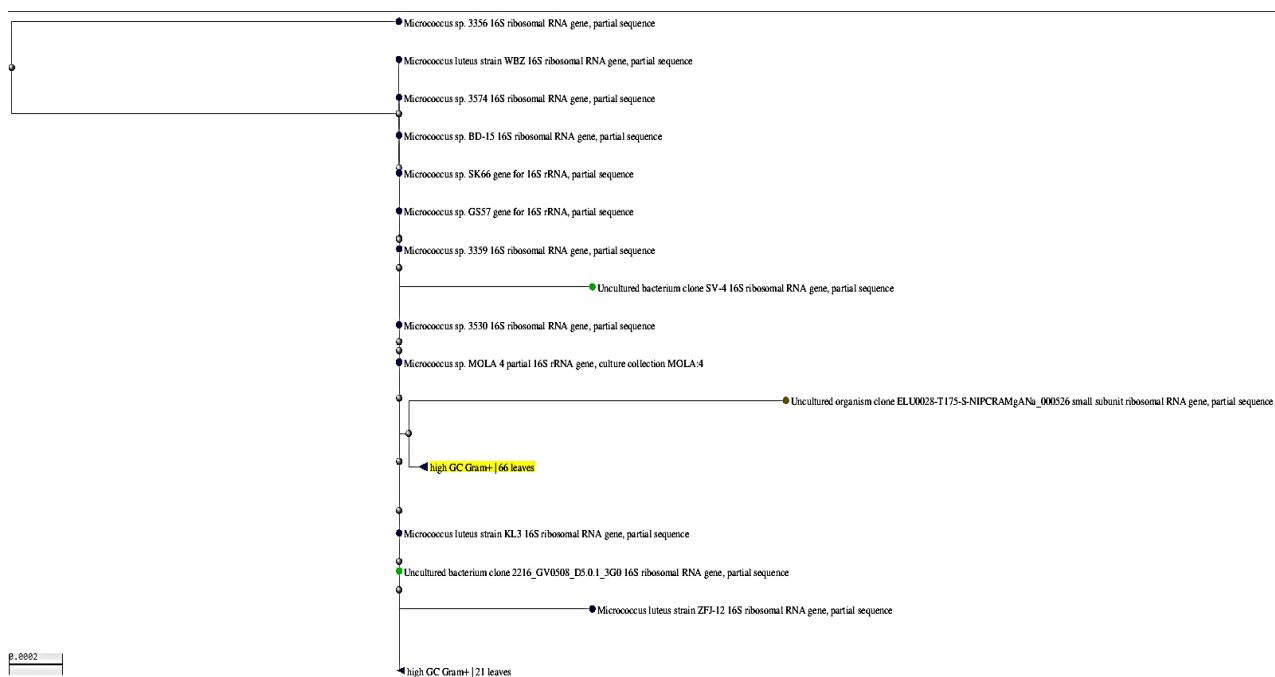 Micrococcus sp. 3356 16S ribosomal RNA gene, partial sequence
Micrococcus luteus strain WBZ 16S ribosomal RNA gene, partial sequence
Micrococcus sp. 3574 16S ribosomal RNA gene, partial sequence
Micrococcus sp. BD-15 16S ribosomal RNA gene, partial sequence
Micrococcus sp. SK66 gene for 16S rRNA, partial sequence
Micrococcus sp. GS57 gene for 16S rRNA, partial sequence
Micrococcus sp. 3359 16S ribosomal RNA gene, partial sequence
Uncultured bacterium clone SV-4 16S ribosomal RNA gene, partial sequence
Micrococcus sp. 3530 16S ribosomal RNA gene, partial sequence
Micrococcus sp. MOLA 4 partial 16S rRNA gene, culture collection MOLA:4
Uncultured organism clone ELU0028-T175-S-NIPCRAMgANa_000526 small subunit ribosomal RNA gene, partial sequence
high GC Gram+ | 66 leaves
Micrococcus luteus strain KL3 16S ribosomal RNA gene, partial sequence
Uncultured bacterium clone 2216_GV0508_D5.0.1_3G0 16S ribosomal RNA gene, partial sequence
Micrococcus luteus strain ZFJ-12 16S ribosomal RNA gene, partial sequence
0.0002
high GC Gram+ | 21 leaves